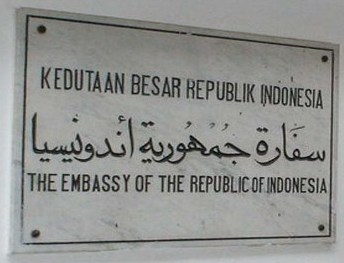 KEDUTAAN BESAR REPUBLIK INDONESIA
سفارة جمهورية أندونيسيا
THE EMBASSY OF THE REPUBLIC OF INDONESIA